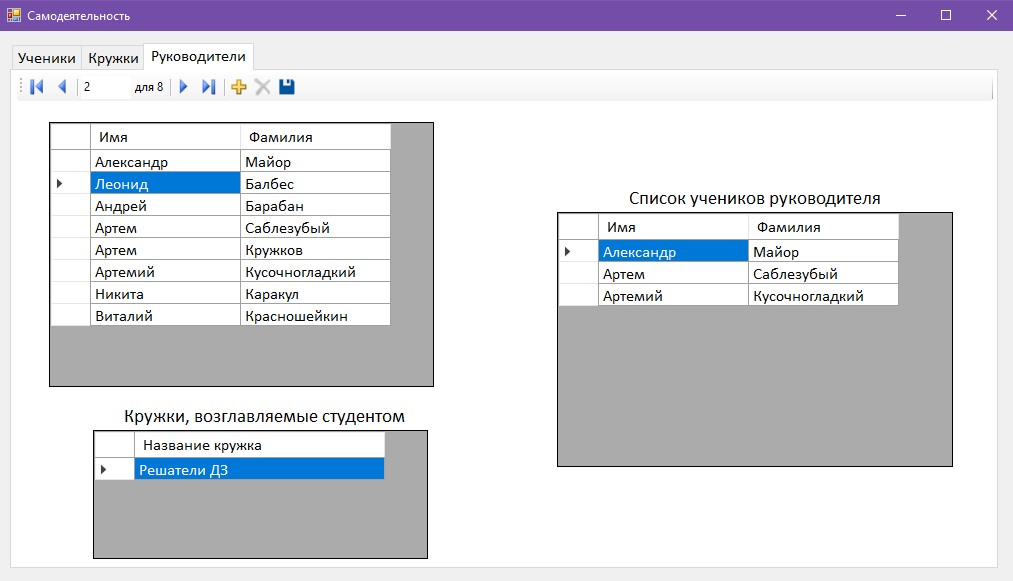 Самодеятельность
Ученики Кружки Руководители
2 для 8
Имя Фамилия
Александр Майор
Леонид Балбес
Андрей Барабан
Артем Саблезубый
Артем Кружков
Артемий Кусочногладкий
Никита Каракул
Виталий Красношейкин
Список учеников руководителя
Имя Фамилия
Александр Майор
Артем Саблезубый
Артемий Кусочногладкий
Кружки, возглавляемые студентом
Название кружка
Решатели ДЗ